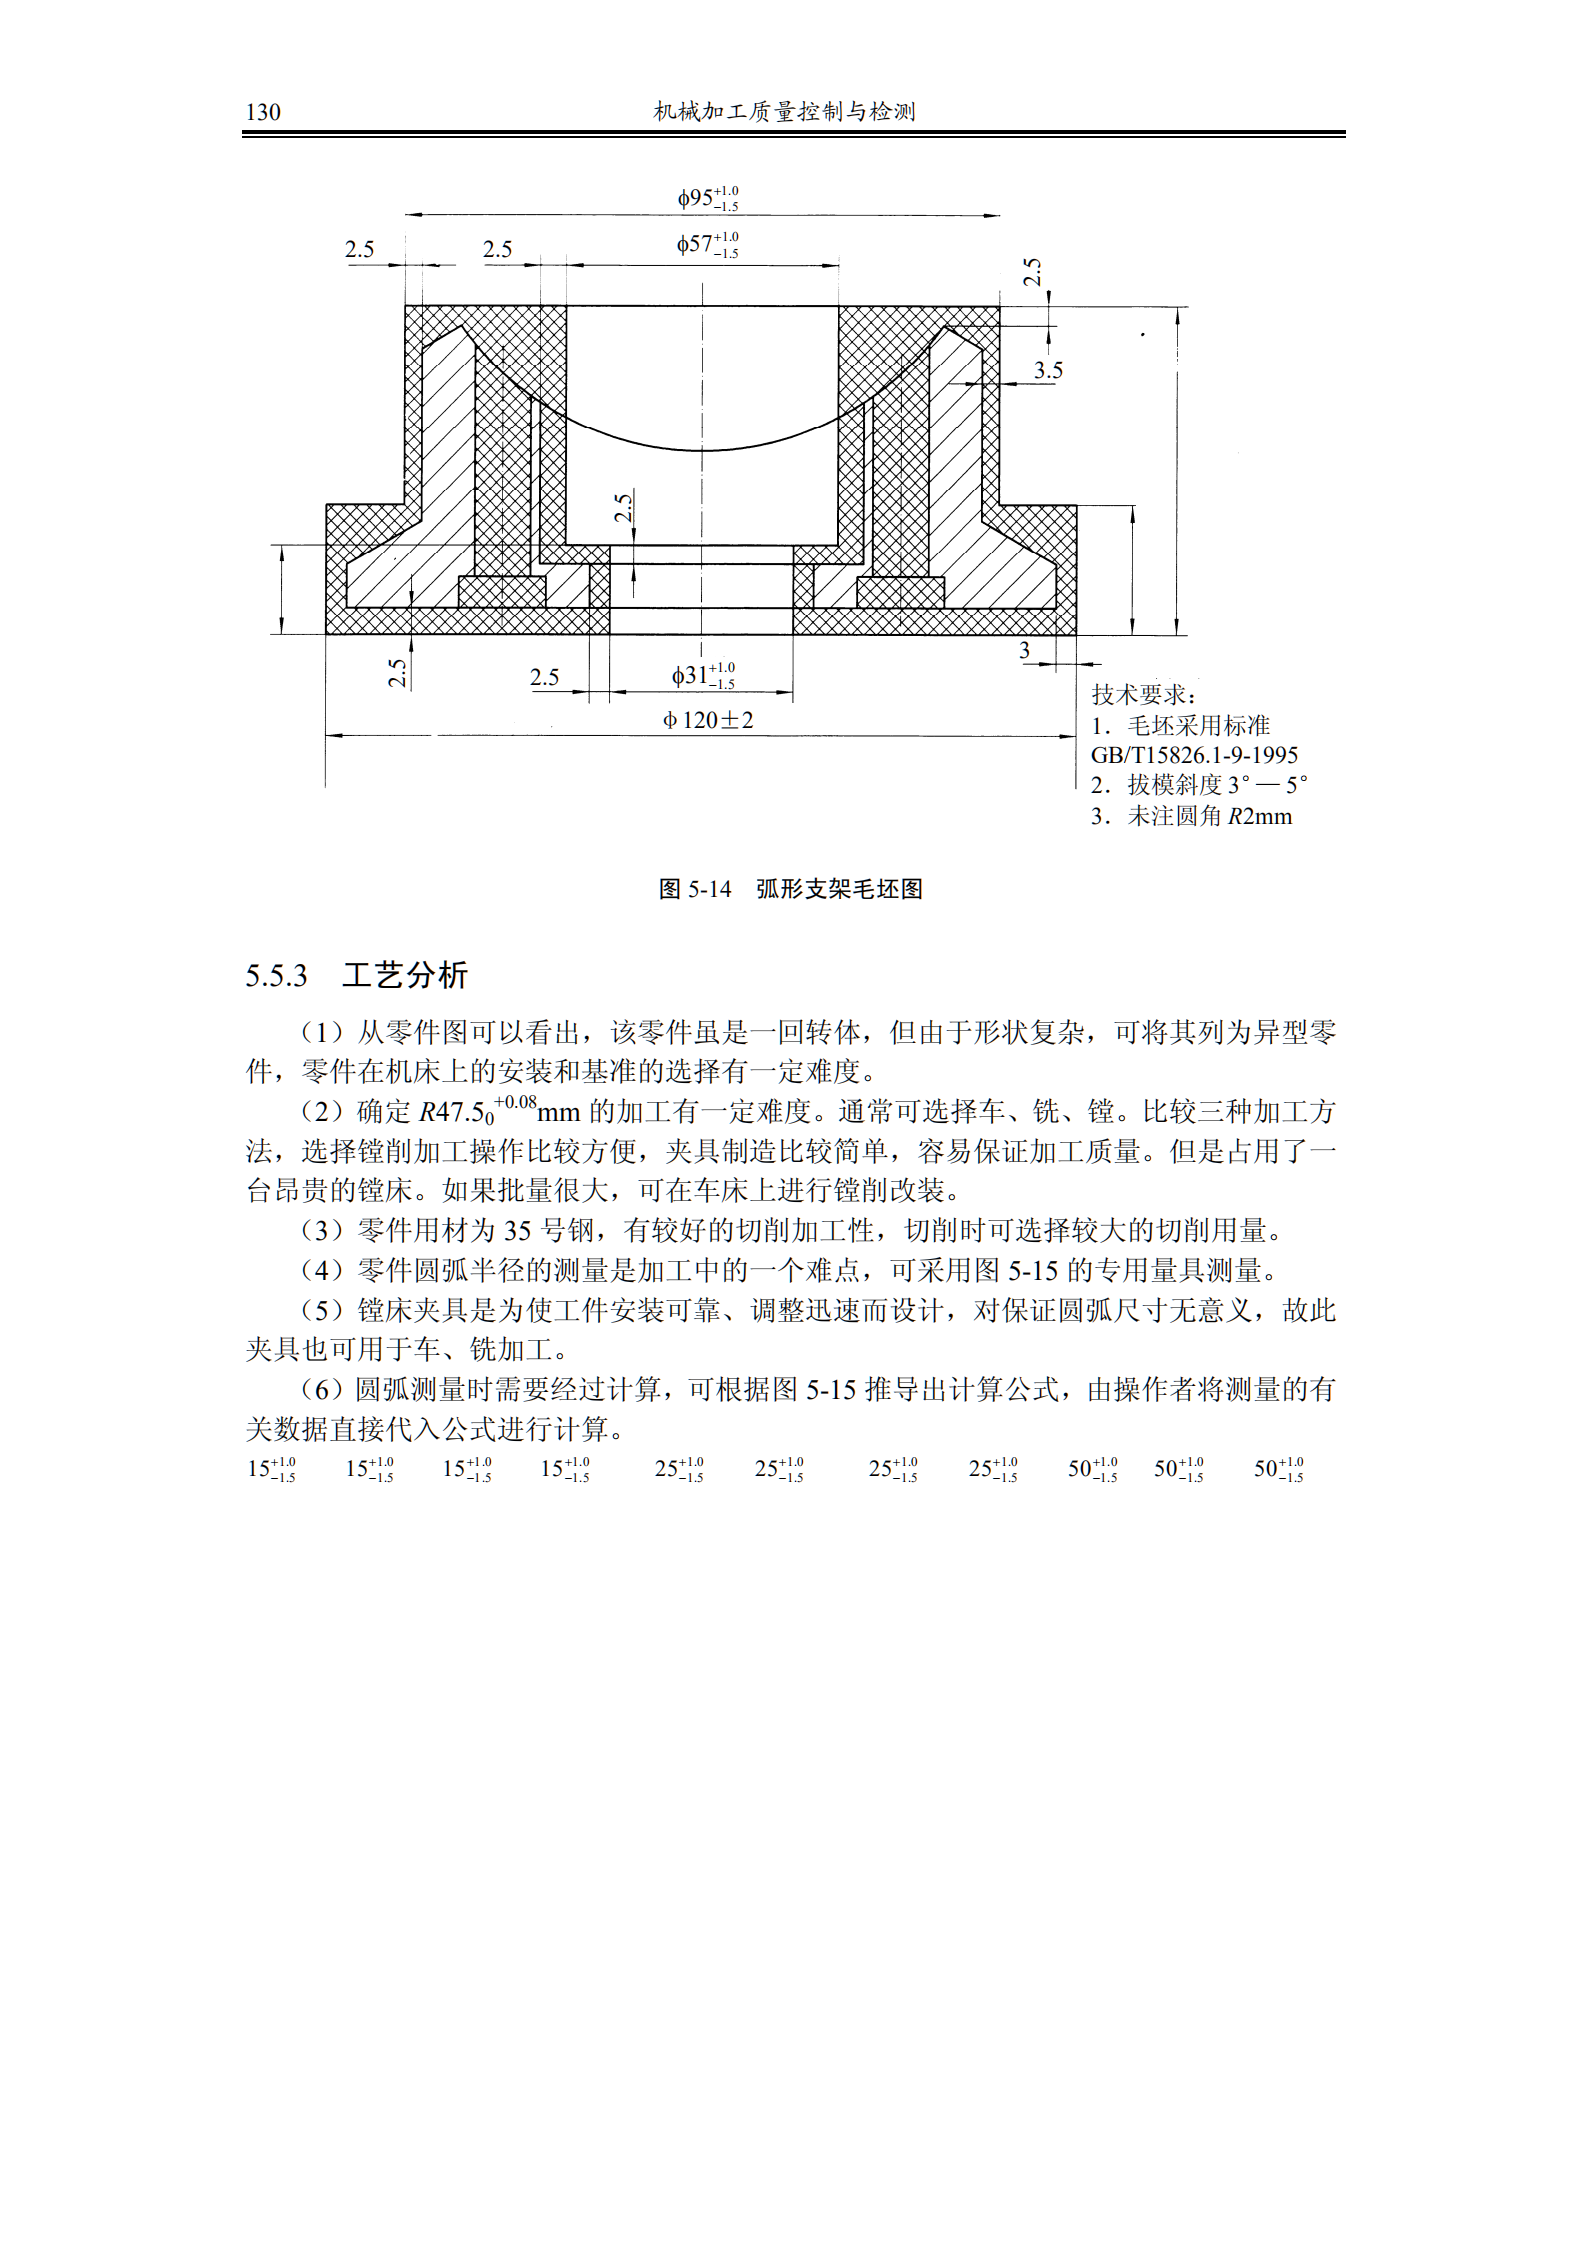 130 机械加工质量控制与检测
ϕ95+1.0−1.5
2.5 2.5 ϕ57+1.0−1.5
2.5
3.5
2.5
2.5
2.5
ϕ31+1.0−1.5
3
ϕ120±2
技术要求：
1．毛坯采用标准
GB/T15826.1-9-1995
2．拔模斜度 3°— 5°
3．未注圆角 R2mm
图 5-14 弧形支架毛坯图
5.5.3 工艺分析
（1）从零件图可以看出，该零件虽是一回转体，但由于形状复杂，可将其列为异型零
件，零件在机床上的安装和基准的选择有一定难度。
（2）确定 R47.5₀+0.08mm 的加工有一定难度。通常可选择车、铣、镗。比较三种加工方
法，选择镗削加工操作比较方便，夹具制造比较简单，容易保证加工质量。但是占用了一
台昂贵的镗床。如果批量很大，可在车床上进行镗削改装。
（3）零件用材为 35 号钢，有较好的切削加工性，切削时可选择较大的切削用量。
（4）零件圆弧半径的测量是加工中的一个难点，可采用图 5-15 的专用量具测量。
（5）镗床夹具是为使工件安装可靠、调整迅速而设计，对保证圆弧尺寸无意义，故此
夹具也可用于车、铣加工。
（6）圆弧测量时需要经过计算，可根据图 5-15 推导出计算公式，由操作者将测量的有
关数据直接代入公式进行计算。
15+1.0−1.5 15+1.0−1.5 15+1.0−1.5 15+1.0−1.5 25+1.0−1.5 25+1.0−1.5 25+1.0−1.5 25+1.0−1.5 50+1.0−1.5 50+1.0−1.5 50+1.0−1.5